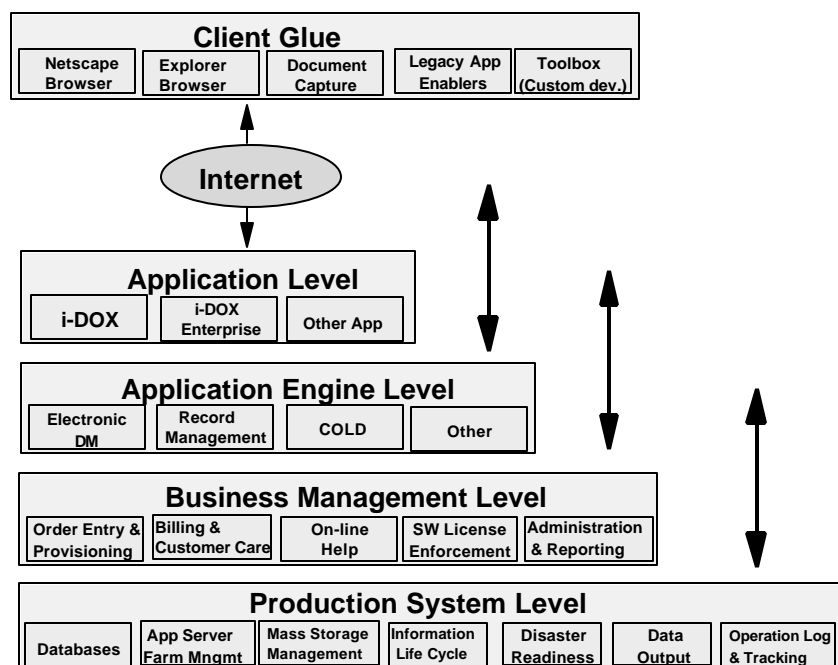 Client Glue
Netscape
Browser
Explorer
Browser
Document
Capture
Legacy App
Enablers
Toolbox
(Custom dev.)
Internet
Application Level
i-DOX
i-DOX
Enterprise
Other App
Application Engine Level
Electronic
DM
Record
Management
COLD
Other
Business Management Level
Order Entry &
Provisioning
Billing &
Customer Care
On-line
Help
SW License
Enforcement
Administration
& Reporting
Production System Level
Databases
App Server
Farm Mngmt
Mass Storage
Management
Information
Life Cycle
Disaster
Readiness
Data
Output
Operation Log
& Tracking